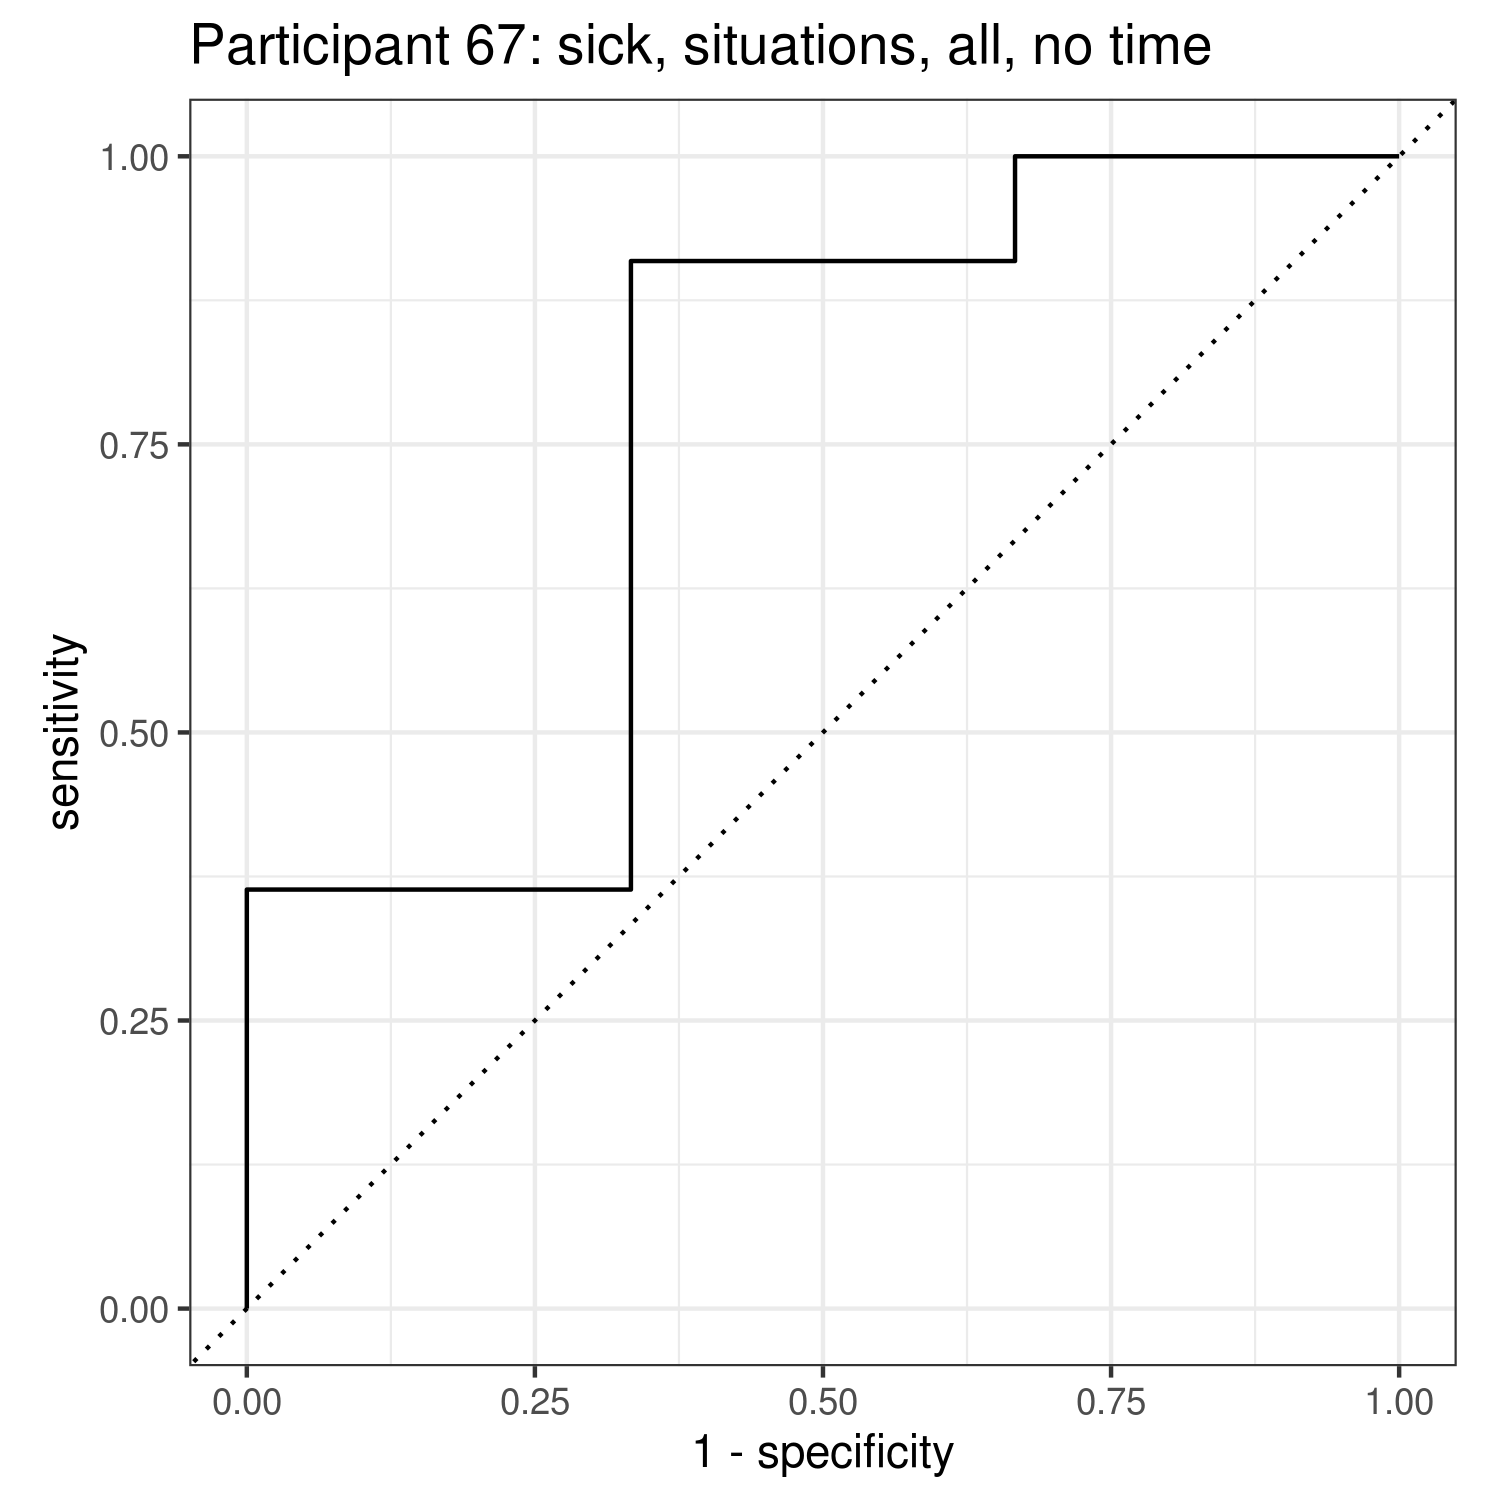 Participant 67: sick, situations, all, no time
1.00
0.75
0.50
0.25
0.00
sensitivity
0.00 0.25 0.50 0.75 1.00
1 - specificity